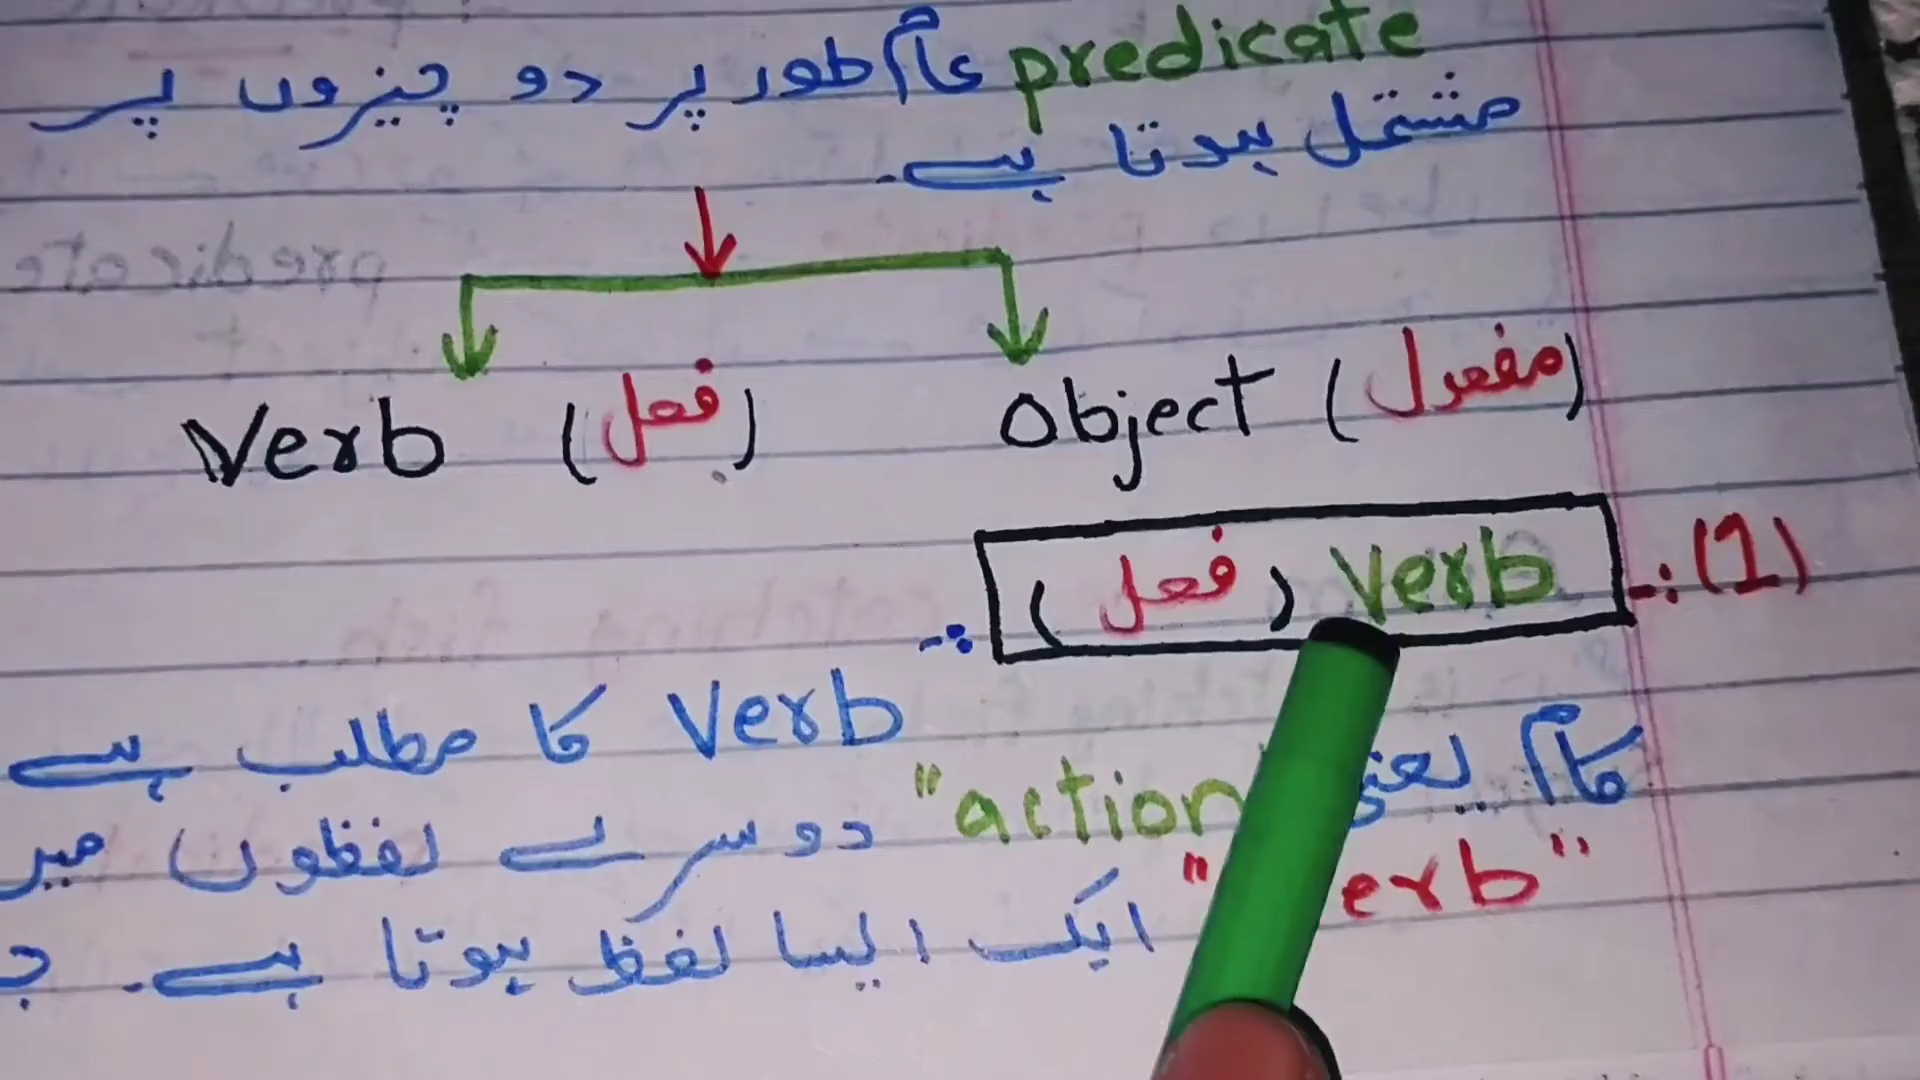 predicate عام طور پر دو چیزوں پر
مشتمل ہوتا ہے۔
Verb (فعل) Object (مفعول)
(1) :- Verb (فعل) :-
Verb کا مطلب ہے
کام یعنی "action دوسرے لفظوں میں
"erb" ایک ایسا لفظ ہوتا ہے۔